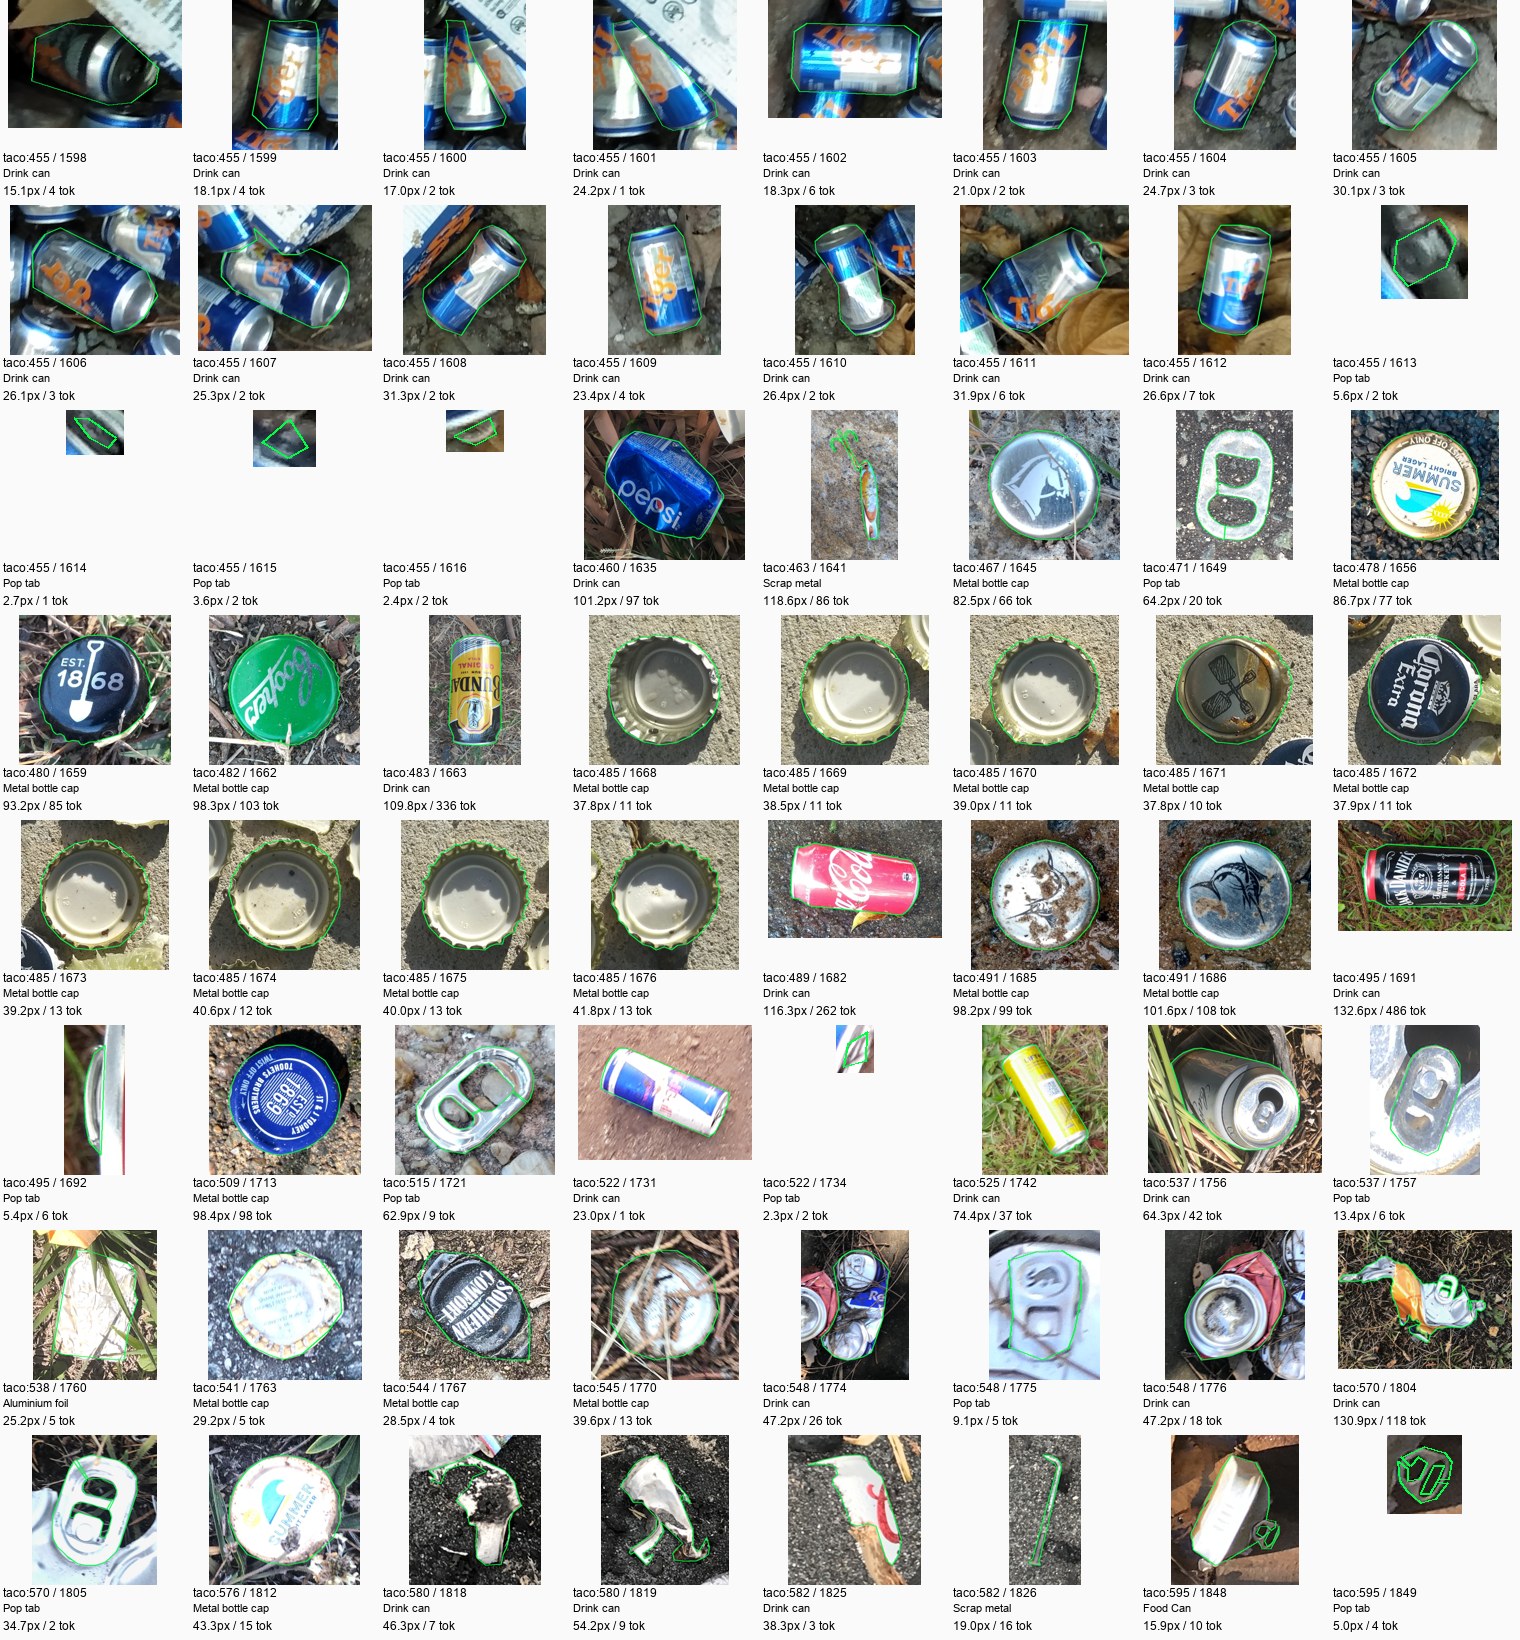 taco:455 / 1598 taco:455 / 1599 taco:455 / 1600 taco:455 / 1601 taco:455 / 1602 taco:455 / 1603 taco:455 / 1604 taco:455 / 1605
Drink can Drink can Drink can Drink can Drink can Drink can Drink can Drink can
15.1px / 4 tok 18.1px / 4 tok 17.0px / 2 tok 24.2px / 1 tok 18.3px / 6 tok 21.0px / 2 tok 24.7px / 3 tok 30.1px / 3 tok
taco:455 / 1606 taco:455 / 1607 taco:455 / 1608 taco:455 / 1609 taco:455 / 1610 taco:455 / 1611 taco:455 / 1612 taco:455 / 1613
Drink can Drink can Drink can Drink can Drink can Drink can Drink can Pop tab
26.1px / 3 tok 25.3px / 2 tok 31.3px / 2 tok 23.4px / 4 tok 26.4px / 2 tok 31.9px / 6 tok 26.6px / 7 tok 5.6px / 2 tok
pepsi
SUMMER
BRIGHT LAGER
taco:455 / 1614 taco:455 / 1615 taco:455 / 1616 taco:460 / 1635 taco:463 / 1641 taco:467 / 1645 taco:471 / 1649 taco:478 / 1656
Pop tab Pop tab Pop tab Drink can Scrap metal Metal bottle cap Pop tab Metal bottle cap
2.7px / 1 tok 3.6px / 2 tok 2.4px / 2 tok 101.2px / 97 tok 118.6px / 86 tok 82.5px / 66 tok 64.2px / 20 tok 86.7px / 77 tok
EST.
1868
Corona
Extra
taco:480 / 1659 taco:482 / 1662 taco:483 / 1663 taco:485 / 1668 taco:485 / 1669 taco:485 / 1670 taco:485 / 1671 taco:485 / 1672
Metal bottle cap Metal bottle cap Drink can Metal bottle cap Metal bottle cap Metal bottle cap Metal bottle cap Metal bottle cap
93.2px / 85 tok 98.3px / 103 tok 109.8px / 336 tok 37.8px / 11 tok 38.5px / 11 tok 39.0px / 11 tok 37.8px / 10 tok 37.9px / 11 tok
taco:485 / 1673 taco:485 / 1674 taco:485 / 1675 taco:485 / 1676 taco:489 / 1682 taco:491 / 1685 taco:491 / 1686 taco:495 / 1691
Metal bottle cap Metal bottle cap Metal bottle cap Metal bottle cap Drink can Metal bottle cap Metal bottle cap Drink can
39.2px / 13 tok 40.6px / 12 tok 40.0px / 13 tok 41.8px / 13 tok 116.3px / 262 tok 98.2px / 99 tok 101.6px / 108 tok 132.6px / 486 tok
TWIST OFF ONLY
TOOHEYS BROTHERS
ESTD
1869
taco:495 / 1692 taco:509 / 1713 taco:515 / 1721 taco:522 / 1731 taco:522 / 1734 taco:525 / 1742 taco:537 / 1756 taco:537 / 1757
Pop tab Metal bottle cap Pop tab Drink can Pop tab Drink can Drink can Pop tab
5.4px / 6 tok 98.4px / 98 tok 62.9px / 9 tok 23.0px / 1 tok 2.3px / 2 tok 74.4px / 37 tok 64.3px / 42 tok 13.4px / 6 tok
SOUTHERN
COMFORT
taco:538 / 1760 taco:541 / 1763 taco:544 / 1767 taco:545 / 1770 taco:548 / 1774 taco:548 / 1775 taco:548 / 1776 taco:570 / 1804
Aluminium foil Metal bottle cap Metal bottle cap Metal bottle cap Drink can Pop tab Drink can Drink can
25.2px / 5 tok 29.2px / 5 tok 28.5px / 4 tok 39.6px / 13 tok 47.2px / 26 tok 9.1px / 5 tok 47.2px / 18 tok 130.9px / 118 tok
taco:570 / 1805 taco:576 / 1812 taco:580 / 1818 taco:580 / 1819 taco:582 / 1825 taco:582 / 1826 taco:595 / 1848 taco:595 / 1849
Pop tab Metal bottle cap Drink can Drink can Drink can Scrap metal Food Can Pop tab
34.7px / 2 tok 43.3px / 15 tok 46.3px / 7 tok 54.2px / 9 tok 38.3px / 3 tok 19.0px / 16 tok 15.9px / 10 tok 5.0px / 4 tok